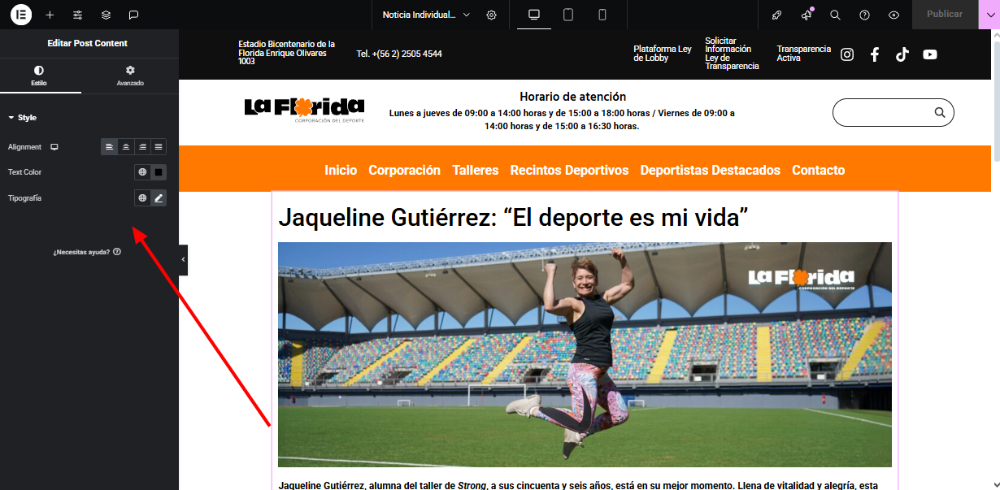 Noticia Individual...
Publicar
Editar Post Content
Estilo
Avanzado
Style
Alignment
Text Color
Tipografía
¿Necesitas ayuda?
Estadio Bicentenario de la
Florida Enrique Olivares
1003
Tel. +(56 2) 2505 4544
Plataforma Ley
de Lobby
Solicitar
Información
Ley de
Transparencia
Transparencia
Activa
La Florida
CORPORACIÓN DEL DEPORTE
Horario de atención
Lunes a jueves de 09:00 a 14:00 horas y de 15:00 a 18:00 horas / Viernes de 09:00 a
14:00 horas y de 15:00 a 16:30 horas.
Inicio Corporación Talleres Recintos Deportivos Deportistas Destacados Contacto
Jaqueline Gutiérrez: “El deporte es mi vida”
La Florida
CORPORACIÓN DEL DEPORTE
Jaqueline Gutiérrez, alumna del taller de Strong, a sus cincuenta y seis años, está en su mejor momento. Llena de vitalidad y alegría, esta